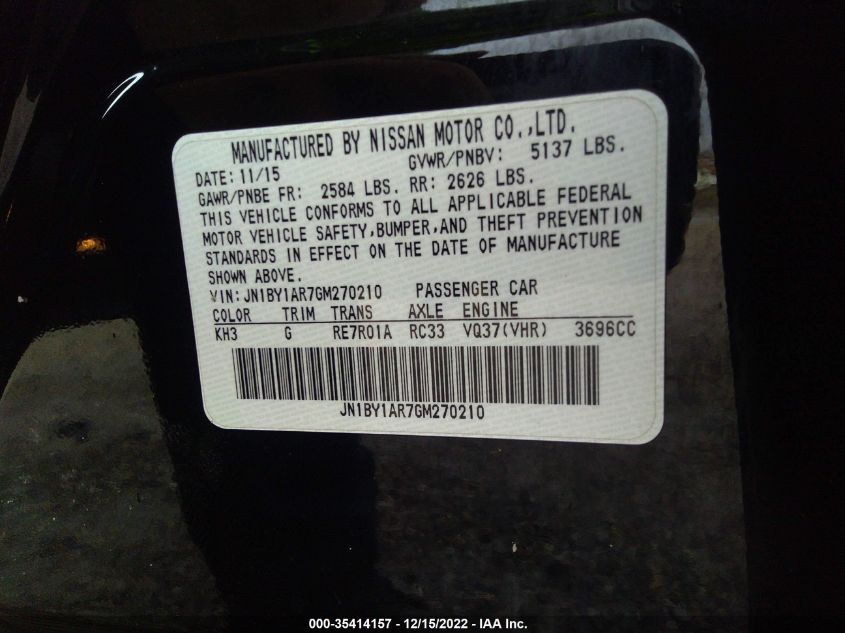 MANUFACTURED BY NISSAN MOTOR CO.,LTD.
DATE: 11/15 GVWR/PNBV: 5137 LBS.
GAWR/PNBE FR: 2584 LBS. RR: 2626 LBS.
THIS VEHICLE CONFORMS TO ALL APPLICABLE FEDERAL
MOTOR VEHICLE SAFETY,BUMPER,AND THEFT PREVENTION
STANDARDS IN EFFECT ON THE DATE OF MANUFACTURE
SHOWN ABOVE.
VIN:JN1BY1AR7GM270210 PASSENGER CAR
COLOR TRIM TRANS AXLE ENGINE
KH3 G RE7R01A RC33 VQ37(VHR) 3696CC
JN1BY1AR7GM270210
000-35414157 - 12/15/2022 - IAA Inc.